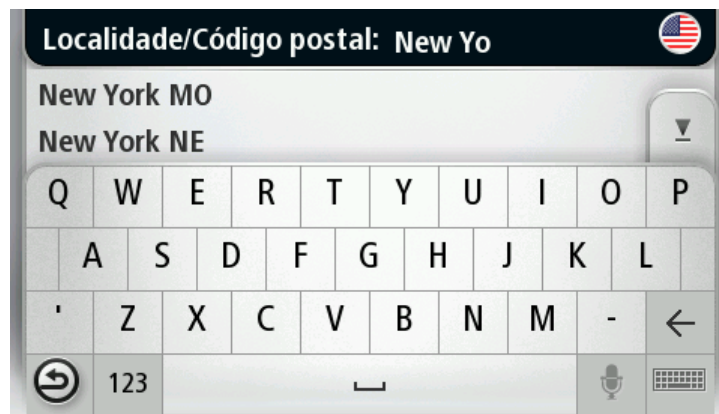 Localidade/Código postal: New Yo
New York MO
New York NE
Q W E R T Y U I O P
A S D F G H J K L
' Z X C V B N M -
123